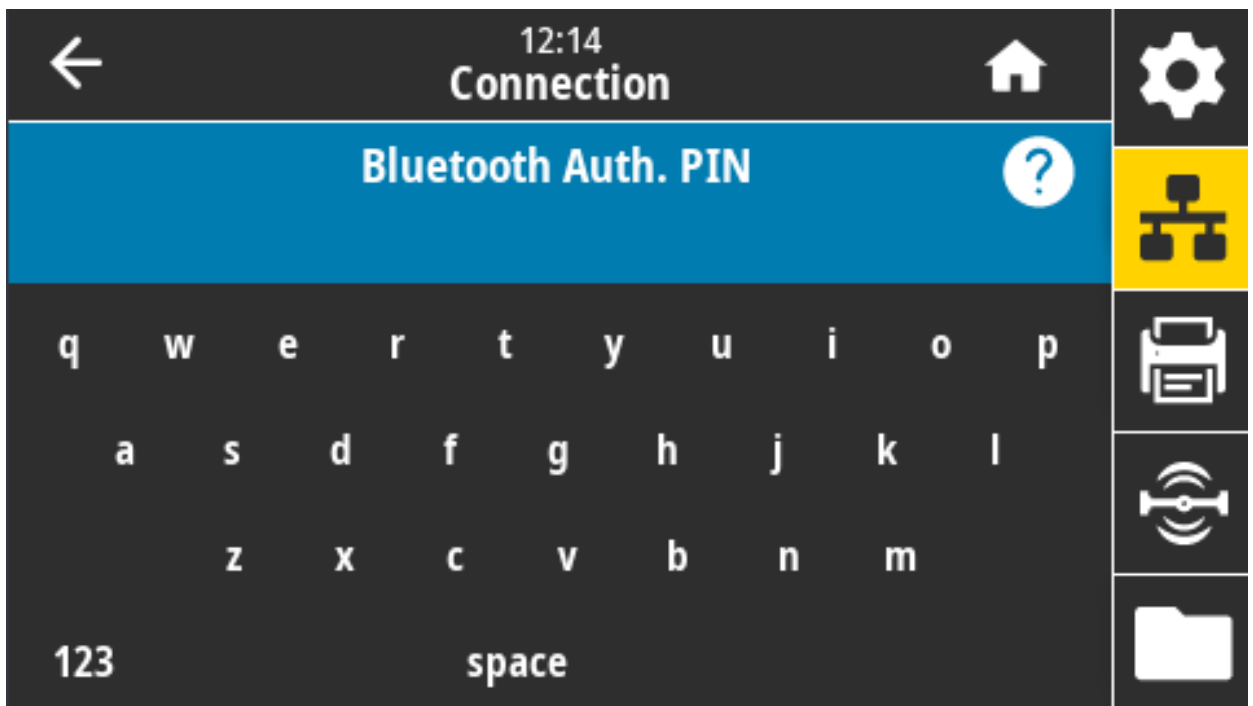 12:14
Connection
Bluetooth Auth. PIN
?
q w e r t y u i o p
a s d f g h j k l
z x c v b n m
123 space